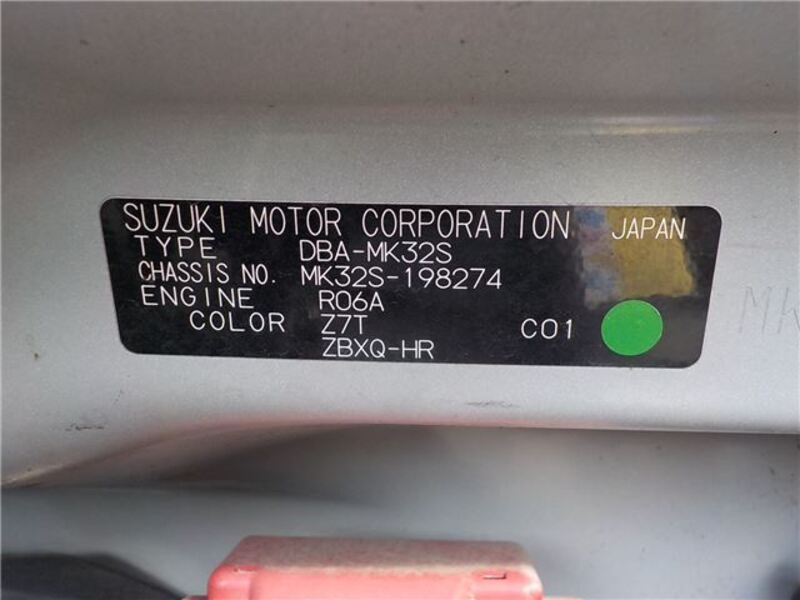 SUZUKI MOTOR CORPORATION JAPAN
TYPE DBA-MK32S
CHASSIS NO. MK32S-198274
ENGINE R06A
COLOR Z7T C01
ZBXQ-HR